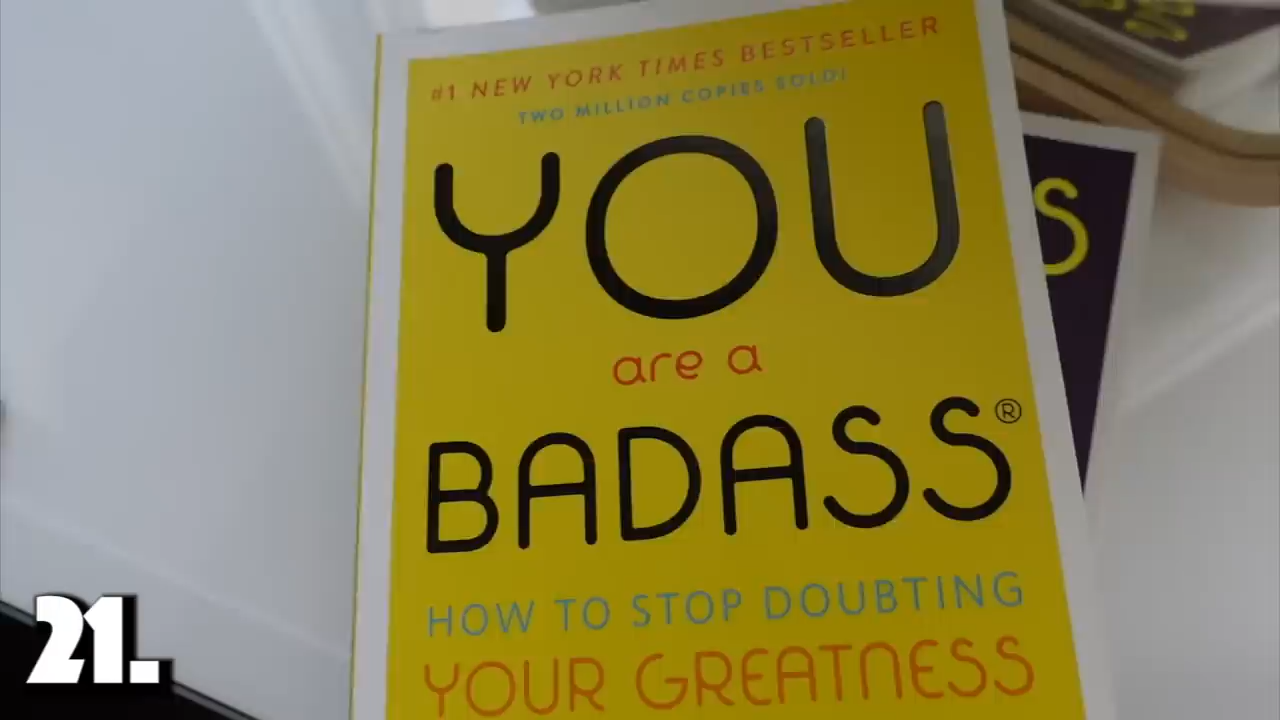 #1 NEW YORK TIMES BESTSELLER
TWO MILLION COPIES SOLD!
YOU
are a
BADASS®
HOW TO STOP DOUBTING
YOUR GREATNESS
S
21.